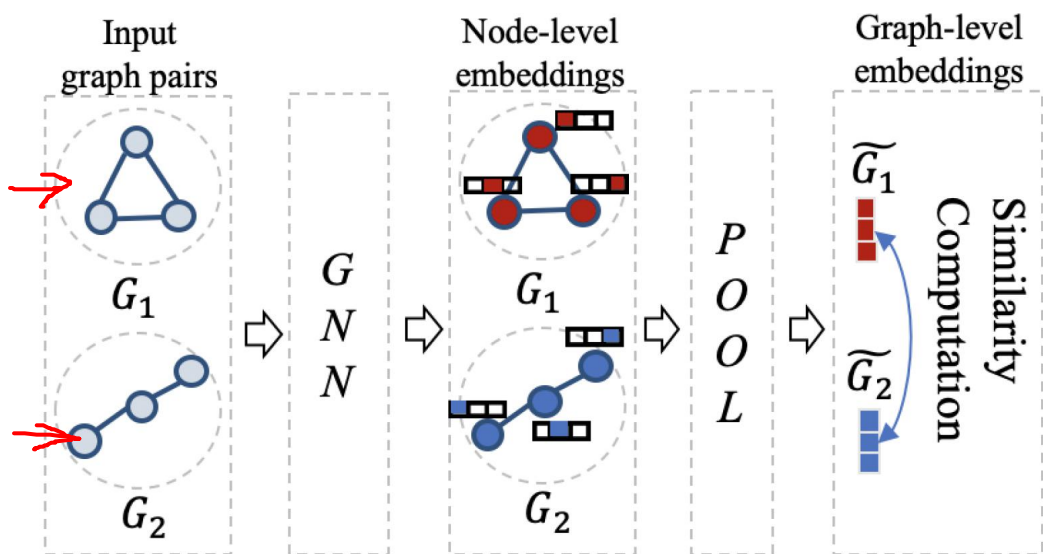 Input
graph pairs
G₁
G₂
G
N
N
Node-level
embeddings
G₁
G₂
P
O
O
L
Graph-level
embeddings
G̃₁
G̃₂
Similarity
Computation